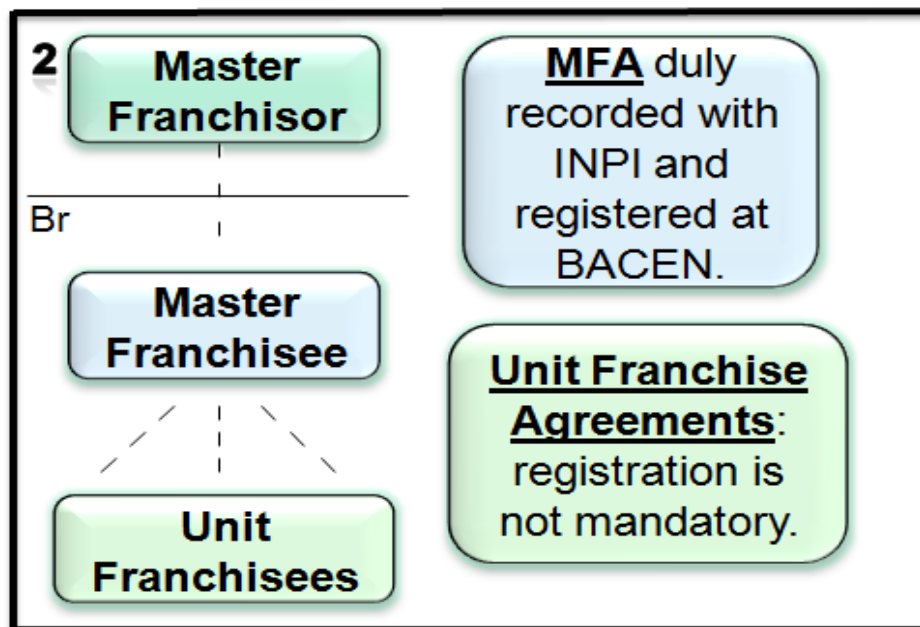 2
Master
Franchisor
Br
Master
Franchisee
Unit
Franchisees
MFA duly
recorded with
INPI and
registered at
BACEN.
Unit Franchise
Agreements:
registration is
not mandatory.